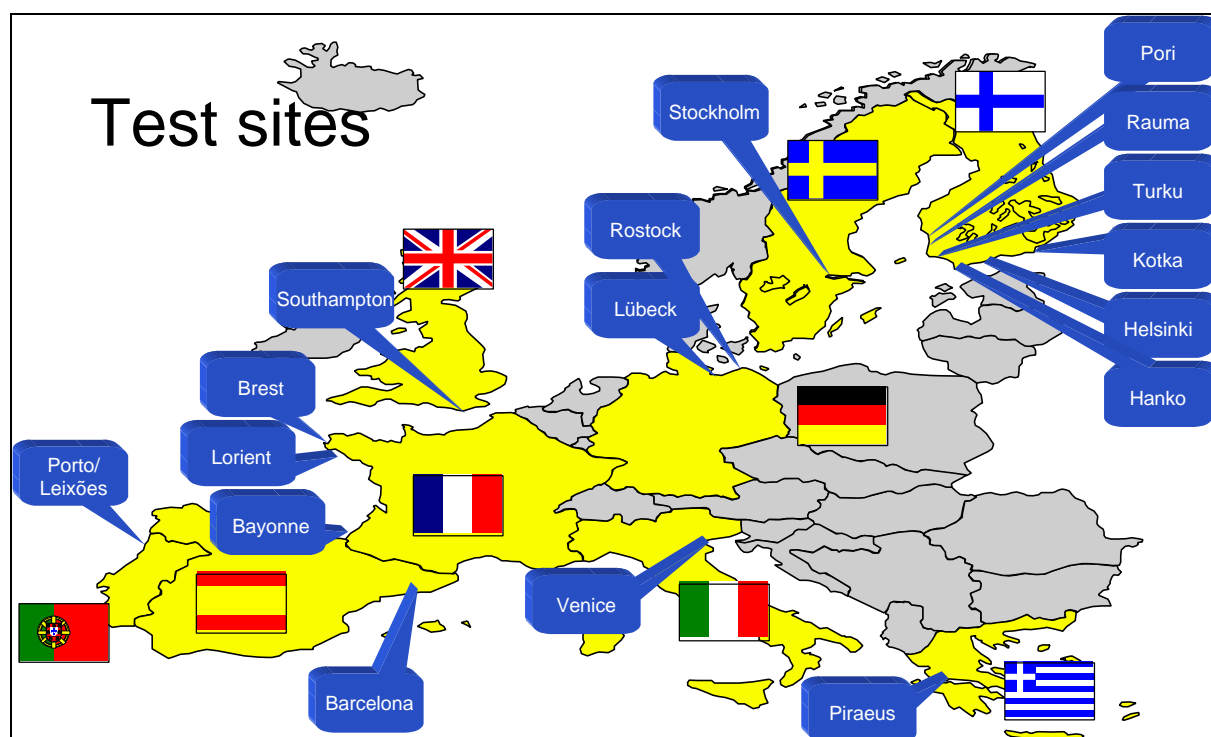 Test sites
Pori
Rauma
Stockholm
Turku
Rostock
Kotka
Southampton
Lübeck
Helsinki
Brest
Hanko
Lorient
Porto/
Leixões
Bayonne
Venice
Barcelona
Piraeus